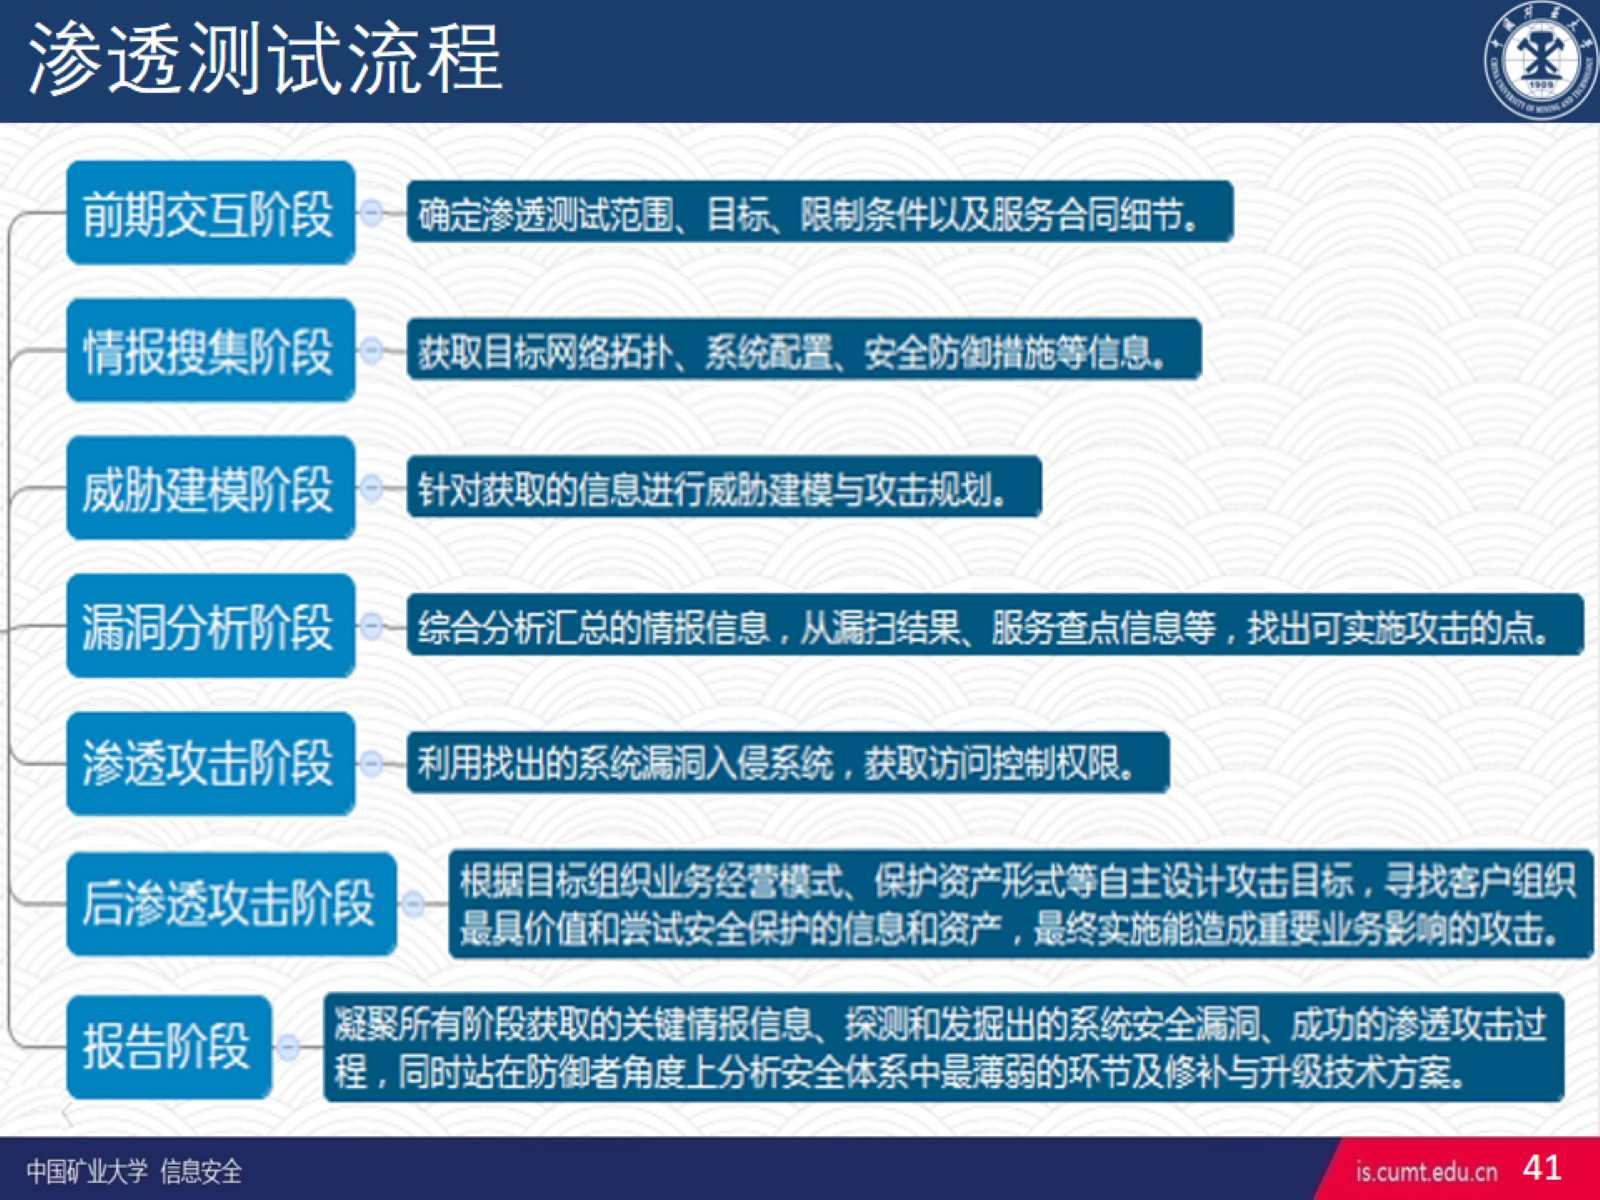 渗透测试流程
中国矿业大学
CHINA UNIVERSITY OF MINING AND TECHNOLOGY
1909
前期交互阶段
确定渗透测试范围、目标、限制条件以及服务合同细节。
情报搜集阶段
获取目标网络拓扑、系统配置、安全防御措施等信息。
威胁建模阶段
针对获取的信息进行威胁建模与攻击规划。
漏洞分析阶段
综合分析汇总的情报信息，从漏扫结果、服务查点信息等，找出可实施攻击的点。
渗透攻击阶段
利用找出的系统漏洞入侵系统，获取访问控制权限。
后渗透攻击阶段
根据目标组织业务经营模式、保护资产形式等自主设计攻击目标，寻找客户组织
最具价值和尝试安全保护的信息和资产，最终实施能造成重要业务影响的攻击。
报告阶段
凝聚所有阶段获取的关键情报信息、探测和发掘出的系统安全漏洞、成功的渗透攻击过
程，同时站在防御者角度上分析安全体系中最薄弱的环节及修补与升级技术方案。
中国矿业大学 信息安全
is.cumt.edu.cn 41